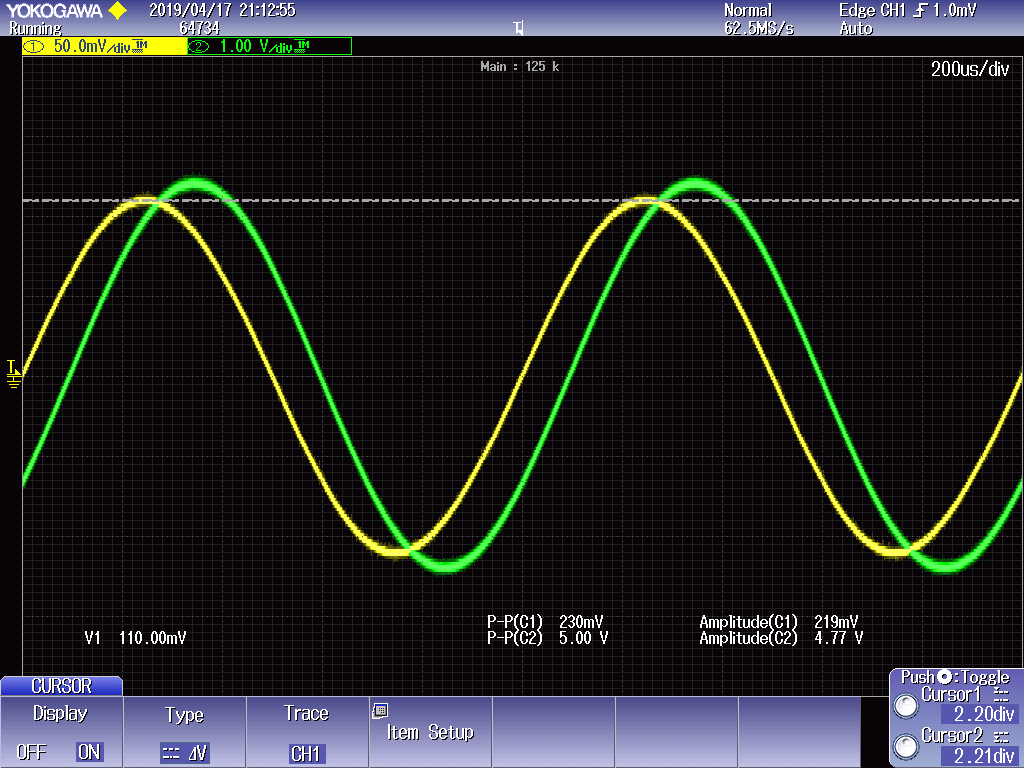 YOKOGAWA 2019/04/17 21:12:55 Normal Edge CH1 1.0mV
Running 64734 T 62.5MS/s Auto
1 50.0mV/div 1M 2 1.00 V/div 1M
Main : 125 k 200us/div
T
P-P(C1) 230mV Amplitude(C1) 219mV
V1 110.00mV P-P(C2) 5.00 V Amplitude(C2) 4.77 V
CURSOR Push :Toggle
Display Type Trace Item Setup Cursor1
2.20div
OFF ON ΔV CH1 Cursor2
2.21div